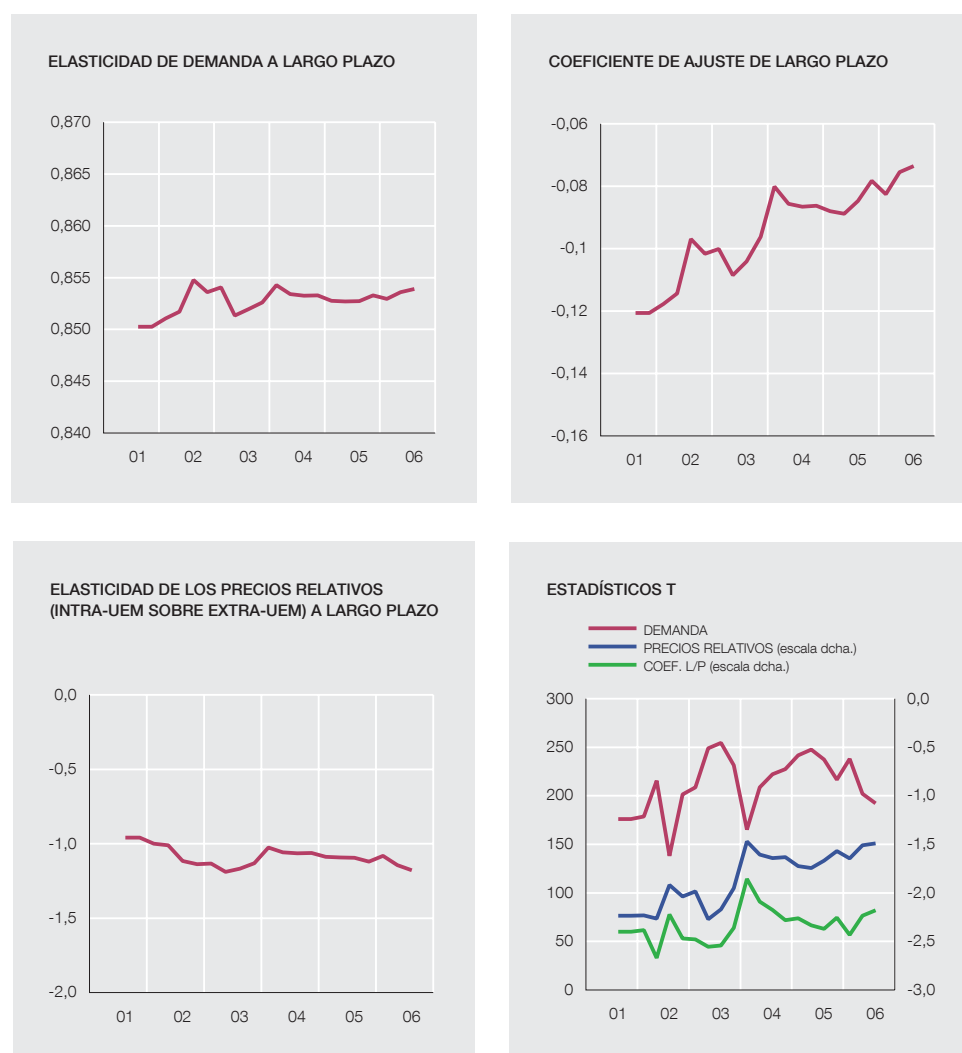 ELASTICIDAD DE DEMANDA A LARGO PLAZO
0,870
0,865
0,860
0,855
0,850
0,845
0,840
01 02 03 04 05 06
COEFICIENTE DE AJUSTE DE LARGO PLAZO
-0,06
-0,08
-0,1
-0,12
-0,14
-0,16
01 02 03 04 05 06
ELASTICIDAD DE LOS PRECIOS RELATIVOS
(INTRA-UEM SOBRE EXTRA-UEM) A LARGO PLAZO
0,0
-0,5
-1,0
-1,5
-2,0
01 02 03 04 05 06
ESTADÍSTICOS T
DEMANDA
PRECIOS RELATIVOS (escala dcha.)
COEF. L/P (escala dcha.)
300 0,0
250 -0,5
200 -1,0
150 -1,5
100 -2,0
50 -2,5
0 -3,0
01 02 03 04 05 06